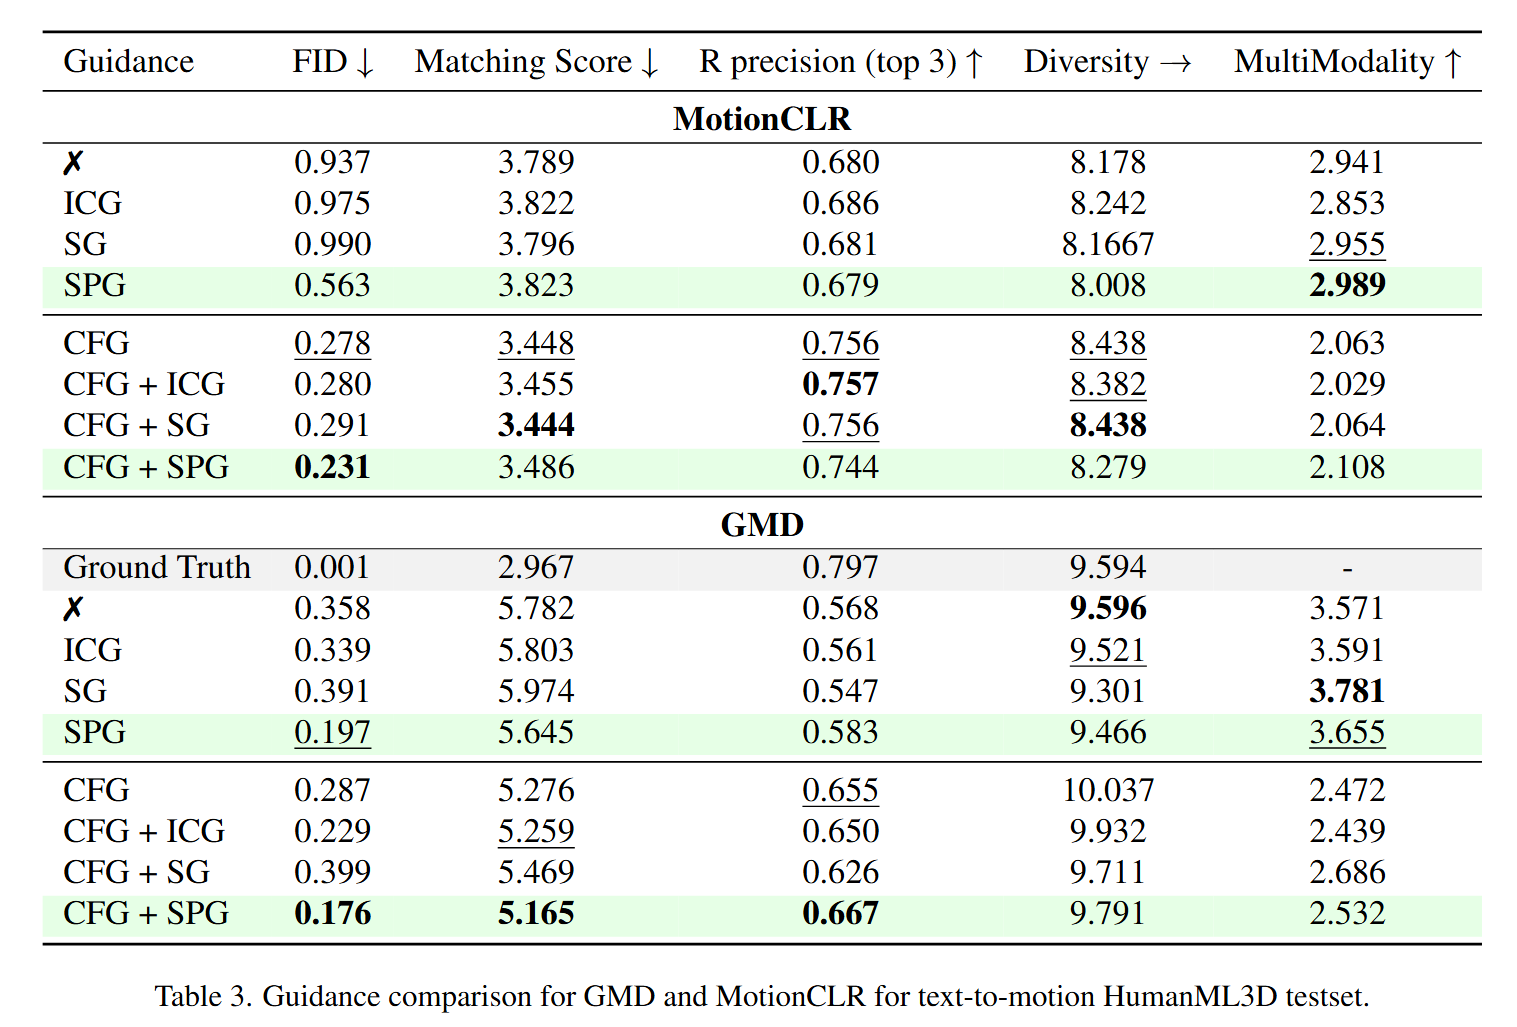 Guidance FID ↓ Matching Score ↓ R precision (top 3) ↑ Diversity → MultiModality ↑
MotionCLR
✗ 0.937 3.789 0.680 8.178 2.941
ICG 0.975 3.822 0.686 8.242 2.853
SG 0.990 3.796 0.681 8.1667 2.955
SPG 0.563 3.823 0.679 8.008 2.989
CFG 0.278 3.448 0.756 8.438 2.063
CFG + ICG 0.280 3.455 0.757 8.382 2.029
CFG + SG 0.291 3.444 0.756 8.438 2.064
CFG + SPG 0.231 3.486 0.744 8.279 2.108
GMD
Ground Truth 0.001 2.967 0.797 9.594 -
✗ 0.358 5.782 0.568 9.596 3.571
ICG 0.339 5.803 0.561 9.521 3.591
SG 0.391 5.974 0.547 9.301 3.781
SPG 0.197 5.645 0.583 9.466 3.655
CFG 0.287 5.276 0.655 10.037 2.472
CFG + ICG 0.229 5.259 0.650 9.932 2.439
CFG + SG 0.399 5.469 0.626 9.711 2.686
CFG + SPG 0.176 5.165 0.667 9.791 2.532
Table 3. Guidance comparison for GMD and MotionCLR for text-to-motion HumanML3D testset.